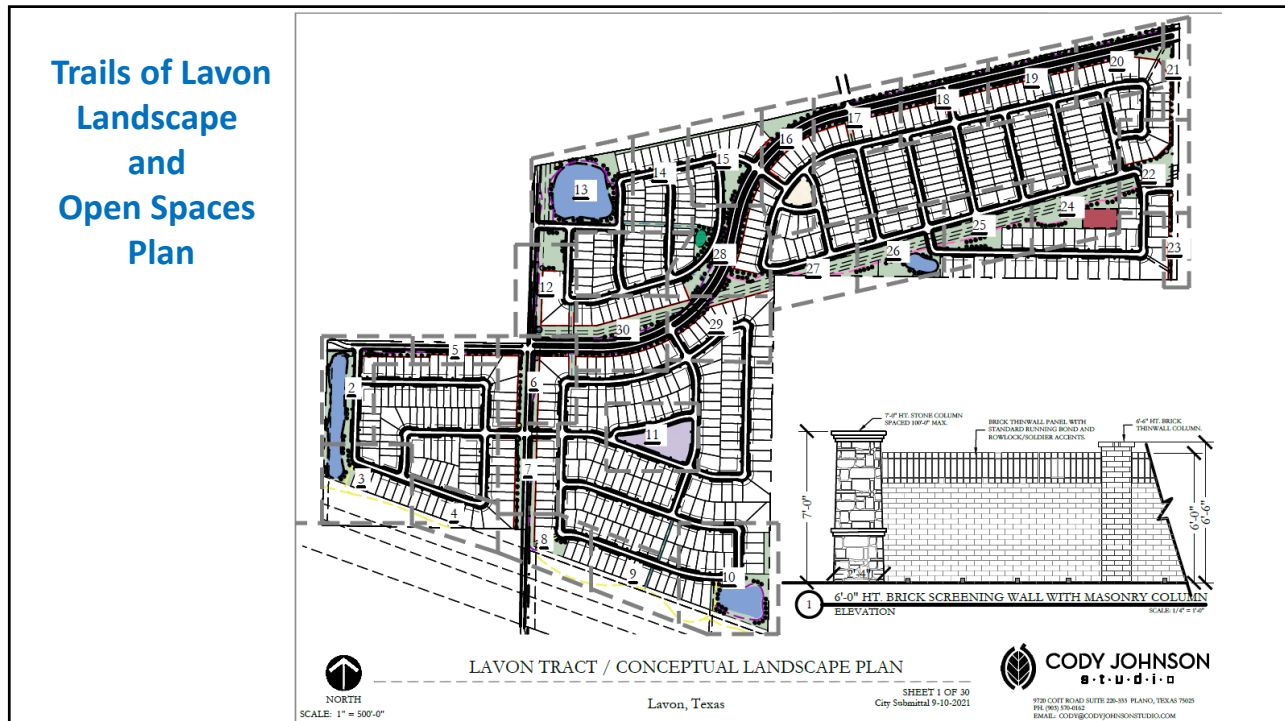 Trails of Lavon
Landscape
and
Open Spaces
Plan
20
21
19
18
17
16
15
14
13
22
24
25
23
26
27
28
12
29
30
5
6
2
11
7
3
4
8
9
10
7'-0" HT. STONE COLUMN
SPACED 100'-0" MAX.
BRICK THINWALL PANEL WITH
STANDARD RUNNING BOND AND
ROWLOCK/SOLDIER ACCENTS.
6'-6" HT. BRICK
THINWALL COLUMN.
7'-0"
6'-0"
6'-6"
2'-4"
1
6'-0" HT. BRICK SCREENING WALL WITH MASONRY COLUMN
ELEVATION
SCALE: 1/4" = 1'-0"
NORTH
SCALE: 1" = 500'-0"
LAVON TRACT / CONCEPTUAL LANDSCAPE PLAN
Lavon, Texas
SHEET 1 OF 30
City Submittal 9-10-2021
CODY JOHNSON
studio
9720 COIT ROAD SUITE 220-353 PLANO, TEXAS 75025
PH. (903) 570-0162
EMAIL: CODY@CODYJOHNSONSTUDIO.COM